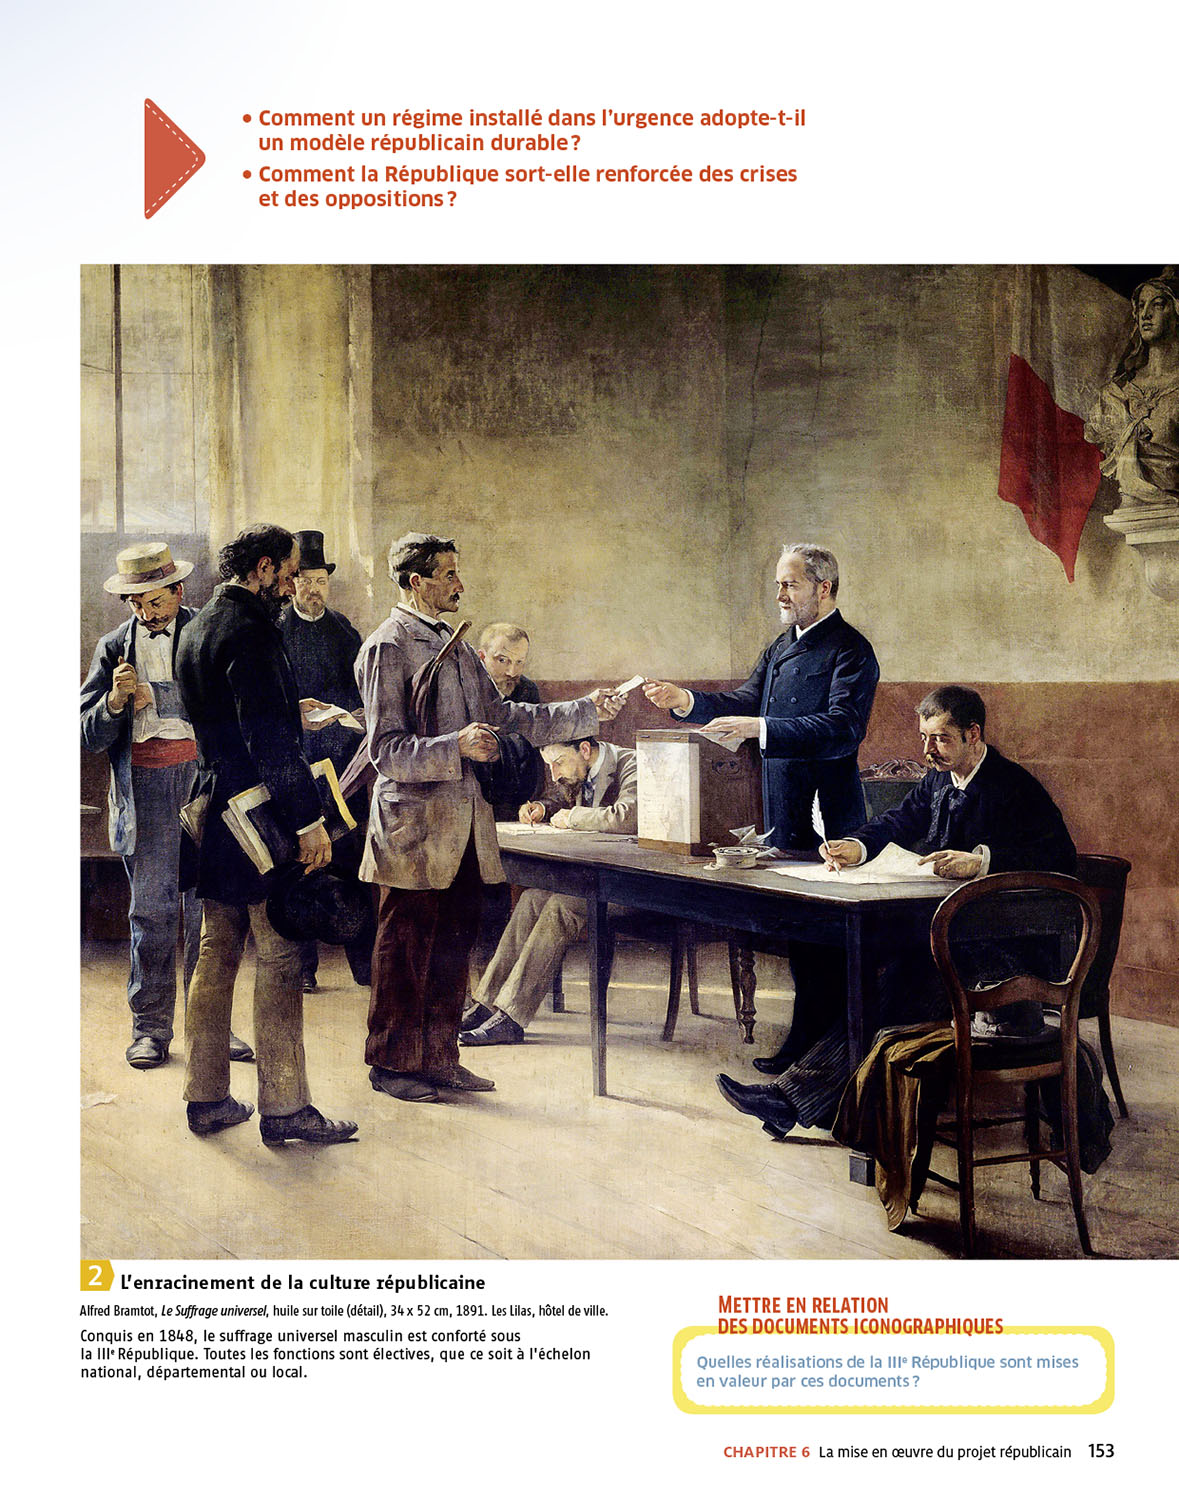 • Comment un régime installé dans l’urgence adopte-t-il
un modèle républicain durable ?
• Comment la République sort-elle renforcée des crises
et des oppositions ?
2 L’enracinement de la culture républicaine
Alfred Bramtot, Le Suffrage universel, huile sur toile (détail), 34 x 52 cm, 1891. Les Lilas, hôtel de ville.
Conquis en 1848, le suffrage universel masculin est conforté sous
la IIIe République. Toutes les fonctions sont électives, que ce soit à l'échelon
national, départemental ou local.
METTRE EN RELATION
DES DOCUMENTS ICONOGRAPHIQUES
Quelles réalisations de la IIIe République sont mises
en valeur par ces documents ?
CHAPITRE 6 La mise en œuvre du projet républicain 153